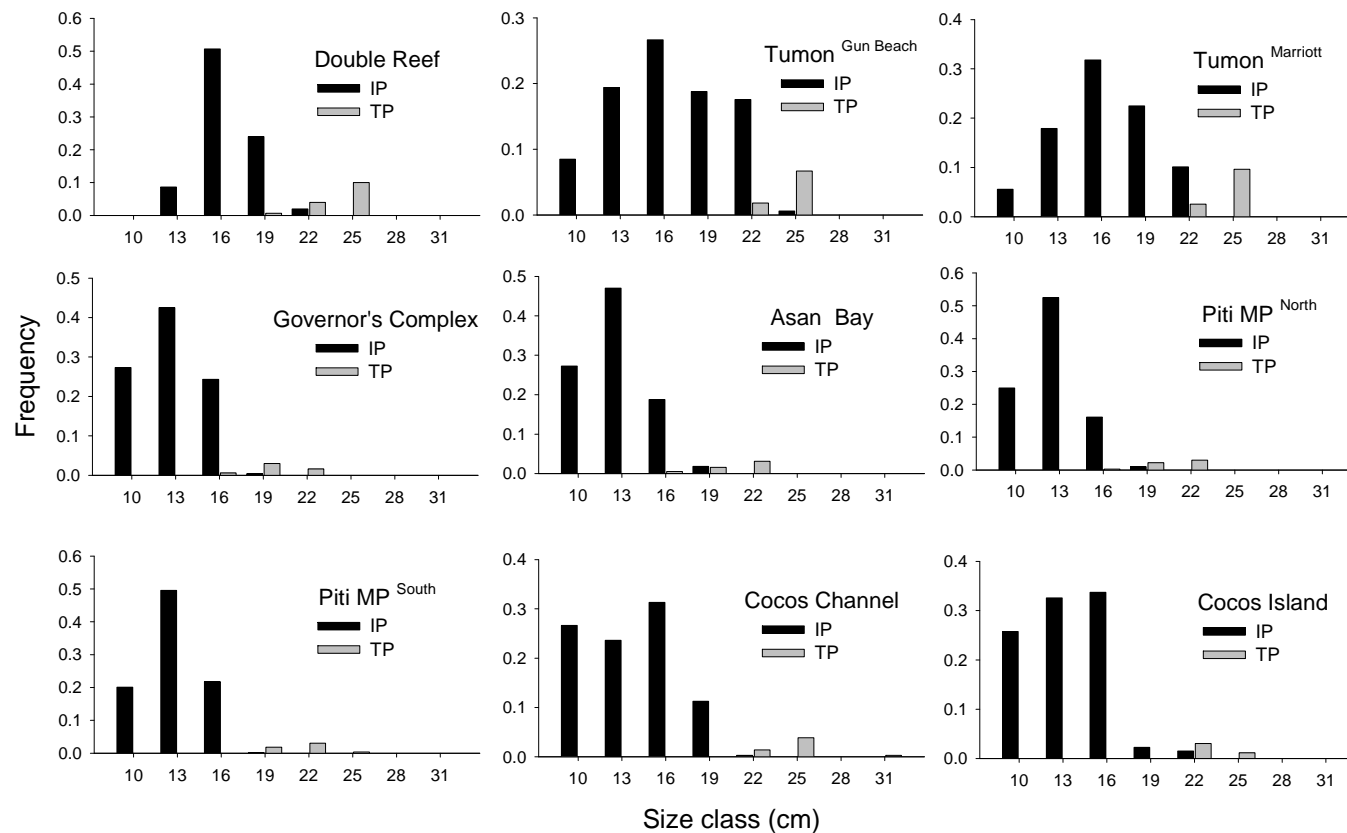 Double Reef
IP
TP
0.6
0.5
0.4
0.3
0.2
0.1
0.0
10 13 16 19 22 25 28 31
Tumon Gun Beach
IP
TP
0.3
0.2
0.1
0.0
10 13 16 19 22 25 28 31
Tumon Marriott
IP
TP
0.4
0.3
0.2
0.1
0.0
10 13 16 19 22 25 28 31
Frequency
Governor's Complex
IP
TP
0.5
0.4
0.3
0.2
0.1
0.0
10 13 16 19 22 25 28 31
Asan Bay
IP
TP
0.5
0.4
0.3
0.2
0.1
0.0
10 13 16 19 22 25 28 31
Piti MP North
IP
TP
0.6
0.5
0.4
0.3
0.2
0.1
0.0
10 13 16 19 22 25 28 31
Piti MP South
IP
TP
0.6
0.5
0.4
0.3
0.2
0.1
0.0
10 13 16 19 22 25 28 31
Cocos Channel
IP
TP
0.4
0.3
0.2
0.1
0.0
10 13 16 19 22 25 28 31
Cocos Island
IP
TP
0.4
0.3
0.2
0.1
0.0
10 13 16 19 22 25 28 31
Size class (cm)